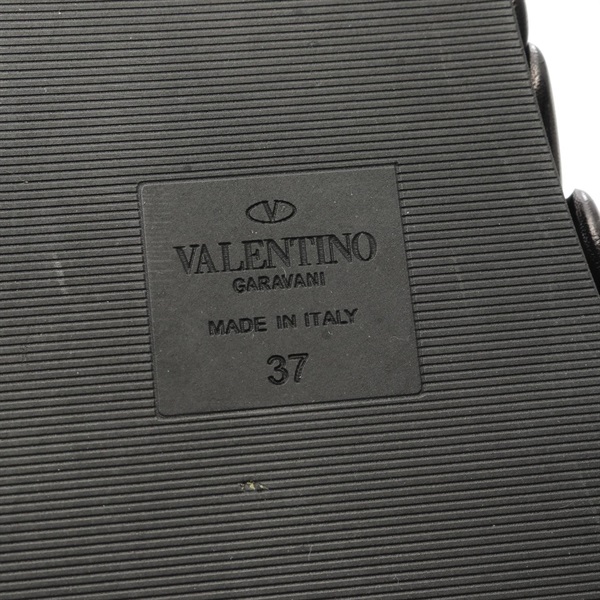 V
VALENTINO
GARAVANI
MADE IN ITALY
37